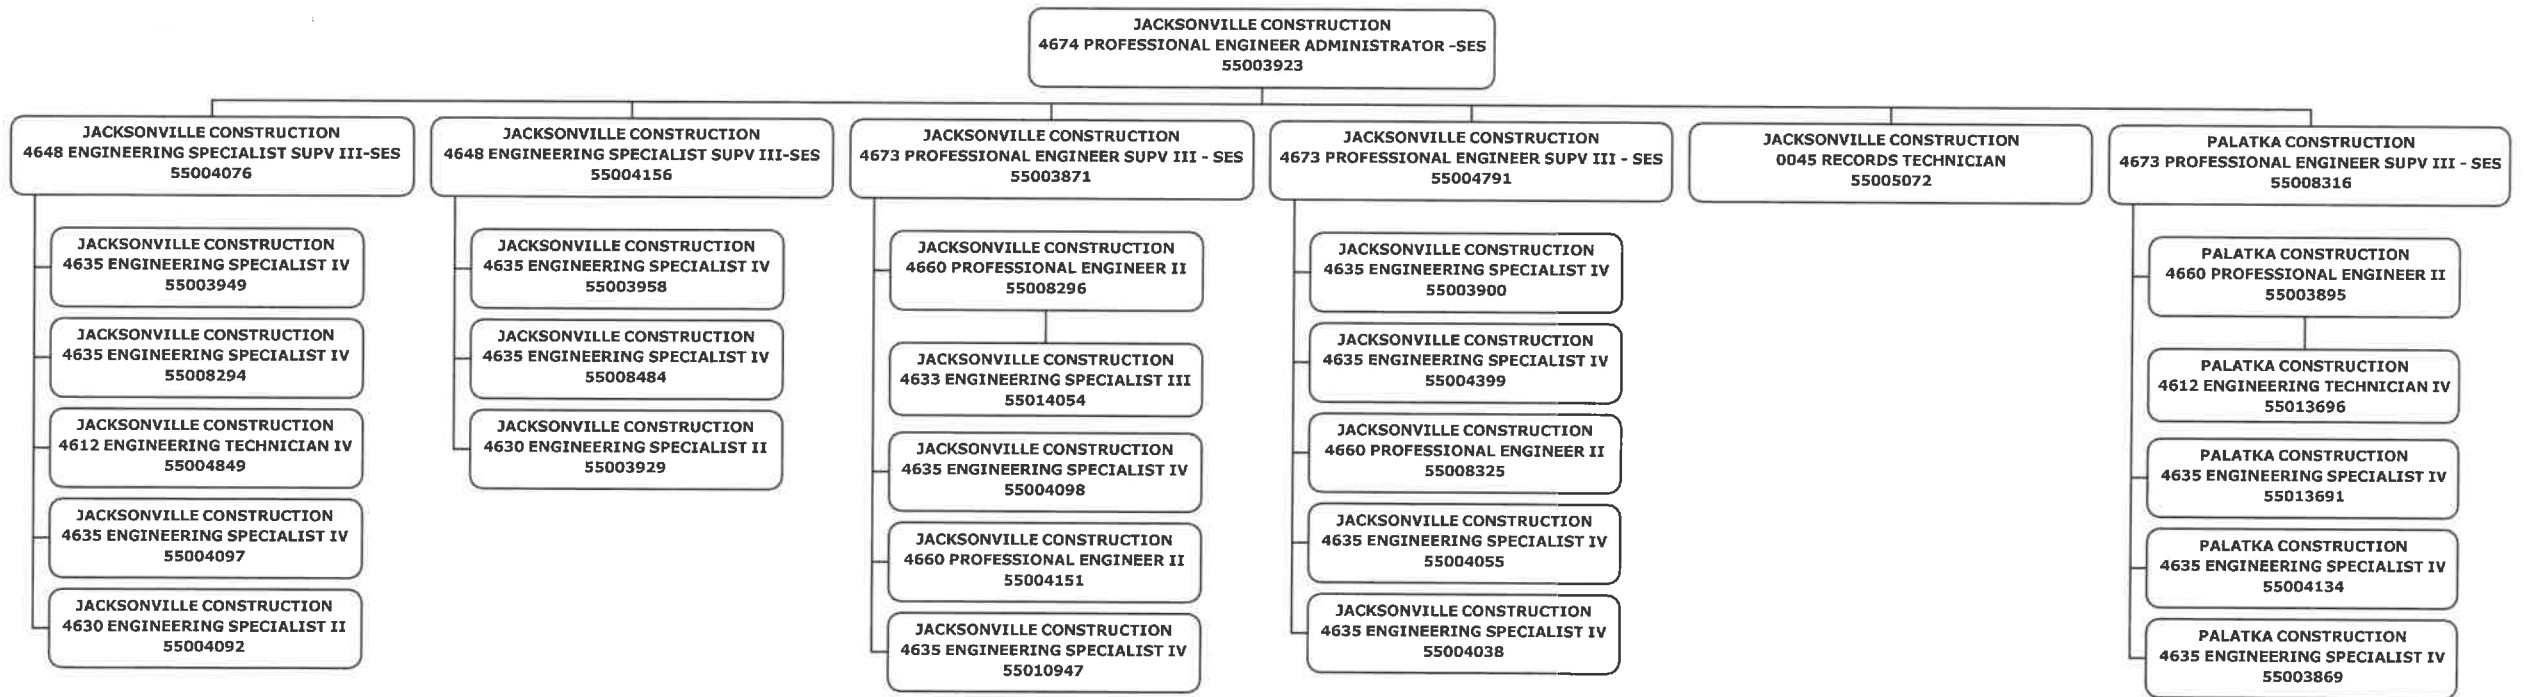 JACKSONVILLE CONSTRUCTION
4674 PROFESSIONAL ENGINEER ADMINISTRATOR -SES
55003923
JACKSONVILLE CONSTRUCTION
4648 ENGINEERING SPECIALIST SUPV III-SES
55004076
JACKSONVILLE CONSTRUCTION
4635 ENGINEERING SPECIALIST IV
55003949
JACKSONVILLE CONSTRUCTION
4635 ENGINEERING SPECIALIST IV
55008294
JACKSONVILLE CONSTRUCTION
4612 ENGINEERING TECHNICIAN IV
55004849
JACKSONVILLE CONSTRUCTION
4635 ENGINEERING SPECIALIST IV
55004097
JACKSONVILLE CONSTRUCTION
4630 ENGINEERING SPECIALIST II
55004092
JACKSONVILLE CONSTRUCTION
4648 ENGINEERING SPECIALIST SUPV III-SES
55004156
JACKSONVILLE CONSTRUCTION
4635 ENGINEERING SPECIALIST IV
55003958
JACKSONVILLE CONSTRUCTION
4635 ENGINEERING SPECIALIST IV
55008484
JACKSONVILLE CONSTRUCTION
4630 ENGINEERING SPECIALIST II
55003929
JACKSONVILLE CONSTRUCTION
4673 PROFESSIONAL ENGINEER SUPV III - SES
55003871
JACKSONVILLE CONSTRUCTION
4660 PROFESSIONAL ENGINEER II
55008296
JACKSONVILLE CONSTRUCTION
4633 ENGINEERING SPECIALIST III
55014054
JACKSONVILLE CONSTRUCTION
4635 ENGINEERING SPECIALIST IV
55004098
JACKSONVILLE CONSTRUCTION
4660 PROFESSIONAL ENGINEER II
55004151
JACKSONVILLE CONSTRUCTION
4635 ENGINEERING SPECIALIST IV
55010947
JACKSONVILLE CONSTRUCTION
4673 PROFESSIONAL ENGINEER SUPV III - SES
55004791
JACKSONVILLE CONSTRUCTION
4635 ENGINEERING SPECIALIST IV
55003900
JACKSONVILLE CONSTRUCTION
4635 ENGINEERING SPECIALIST IV
55004399
JACKSONVILLE CONSTRUCTION
4660 PROFESSIONAL ENGINEER II
55008325
JACKSONVILLE CONSTRUCTION
4635 ENGINEERING SPECIALIST IV
55004055
JACKSONVILLE CONSTRUCTION
4635 ENGINEERING SPECIALIST IV
55004038
JACKSONVILLE CONSTRUCTION
0045 RECORDS TECHNICIAN
55005072
PALATKA CONSTRUCTION
4673 PROFESSIONAL ENGINEER SUPV III - SES
55008316
PALATKA CONSTRUCTION
4660 PROFESSIONAL ENGINEER II
55003895
PALATKA CONSTRUCTION
4612 ENGINEERING TECHNICIAN IV
55013696
PALATKA CONSTRUCTION
4635 ENGINEERING SPECIALIST IV
55013691
PALATKA CONSTRUCTION
4635 ENGINEERING SPECIALIST IV
55004134
PALATKA CONSTRUCTION
4635 ENGINEERING SPECIALIST IV
55003869